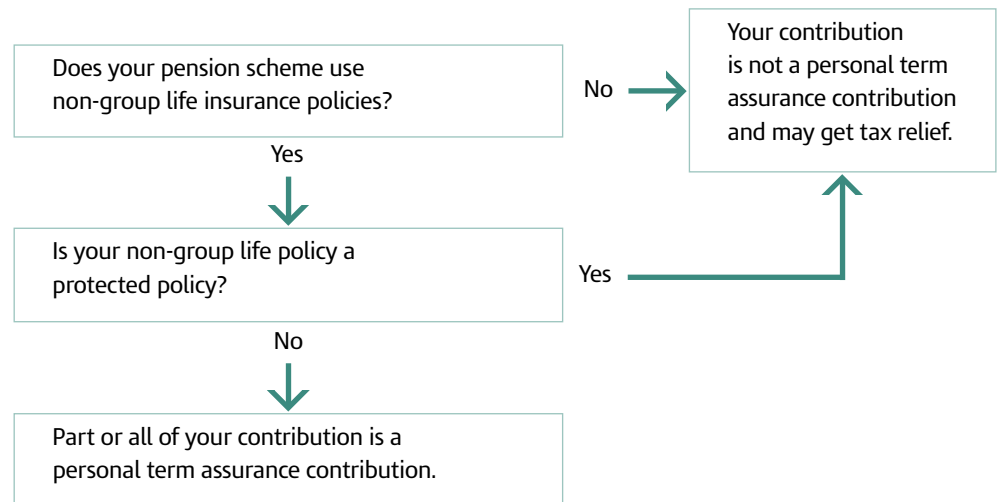 Does your pension scheme use
non-group life insurance policies?
No
Your contribution
is not a personal term
assurance contribution
and may get tax relief.
Yes
Is your non-group life policy a
protected policy?
Yes
No
Part or all of your contribution is a
personal term assurance contribution.